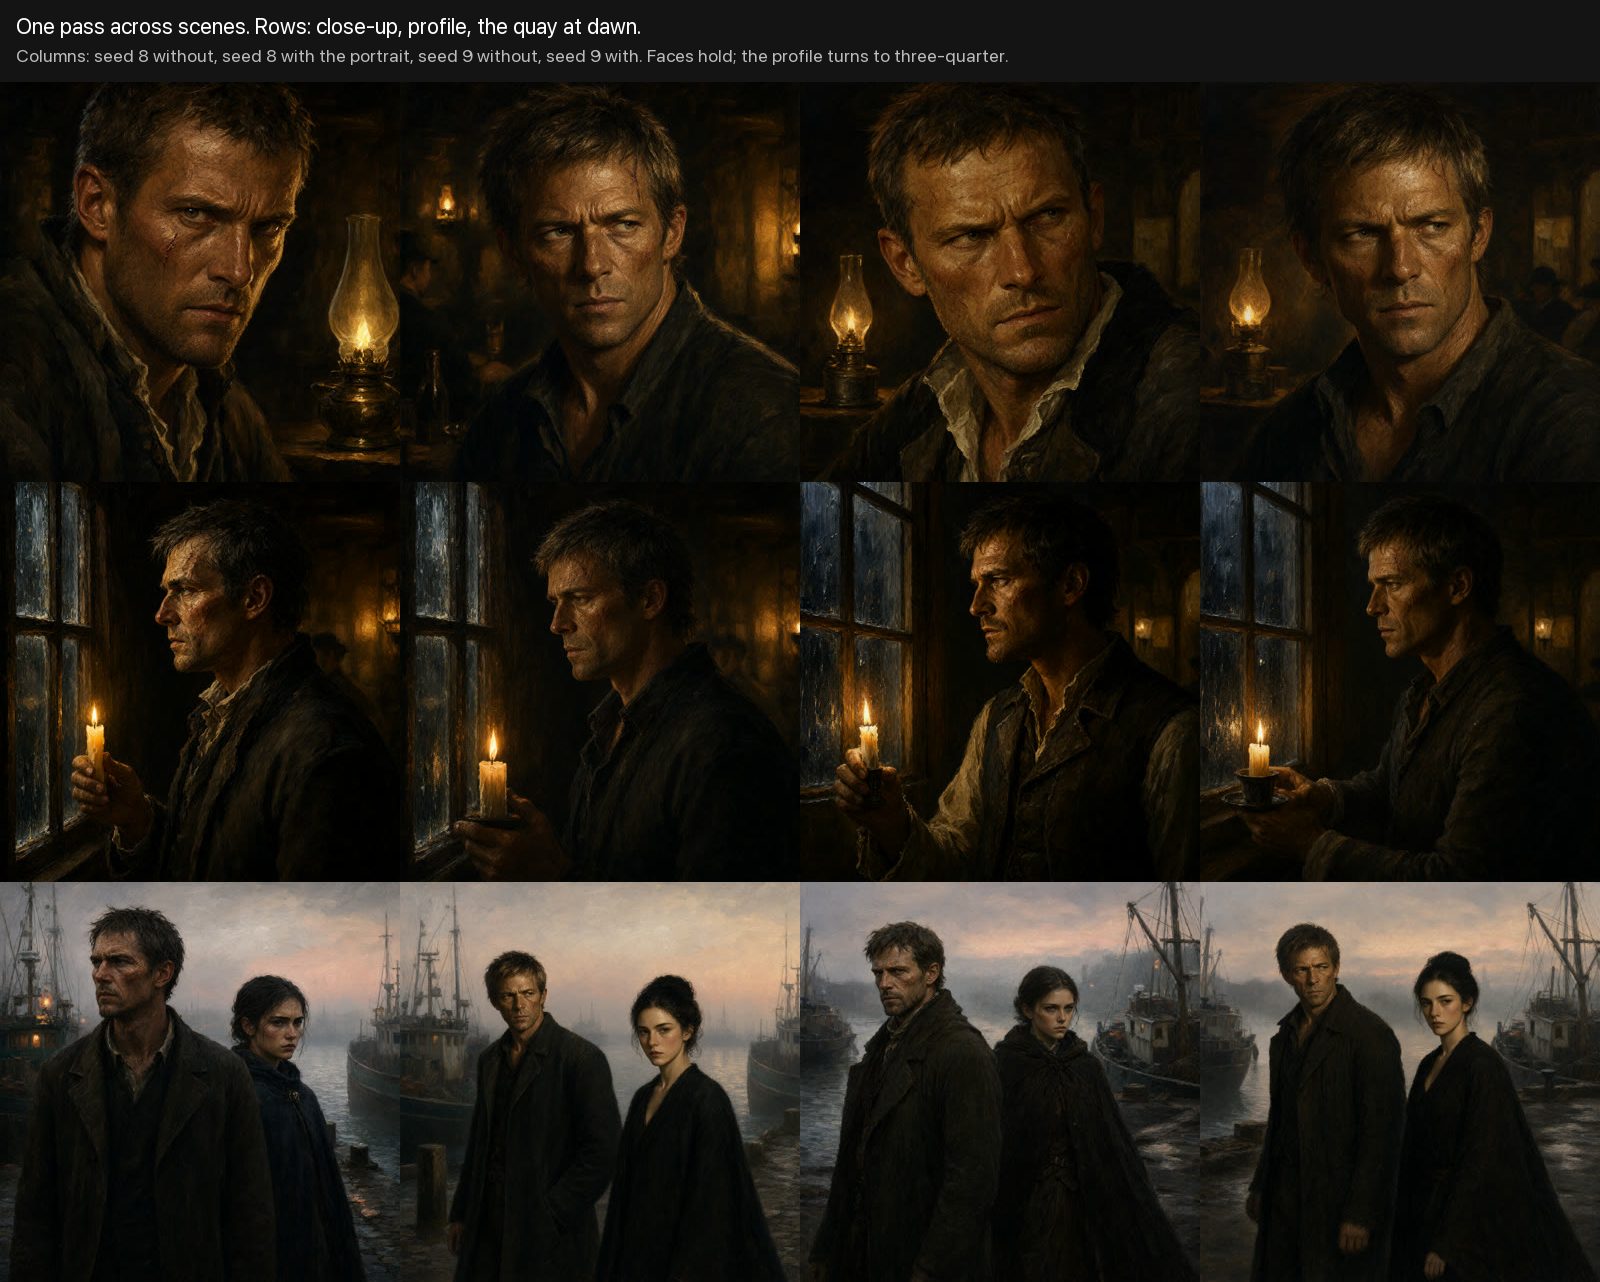 One pass across scenes. Rows: close-up, profile, the quay at dawn.
Columns: seed 8 without, seed 8 with the portrait, seed 9 without, seed 9 with. Faces hold; the profile turns to three-quarter.